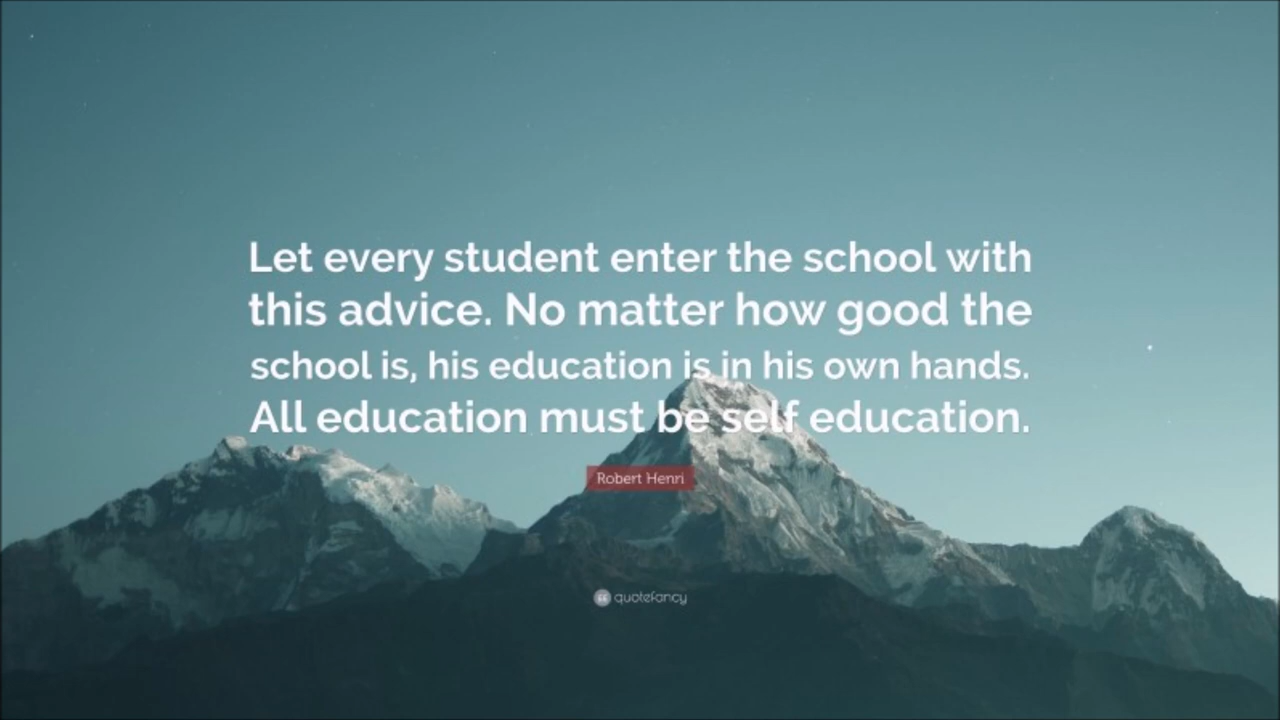 Let every student enter the school with
this advice. No matter how good the
school is, his education is in his own hands.
All education must be self education.
Robert Henri
quotefancy